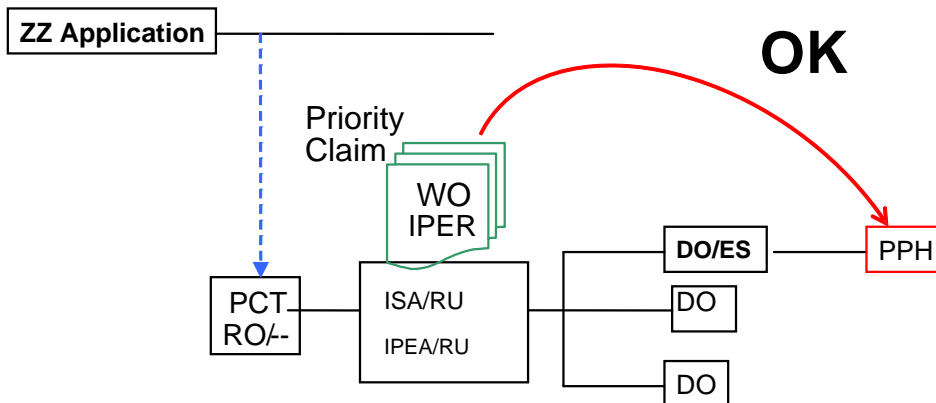 ZZ Application
OK
Priority
Claim
WO
IPER
DO/ES
PPH
PCT
RO/--
ISA/RU
IPEA/RU
DO
DO